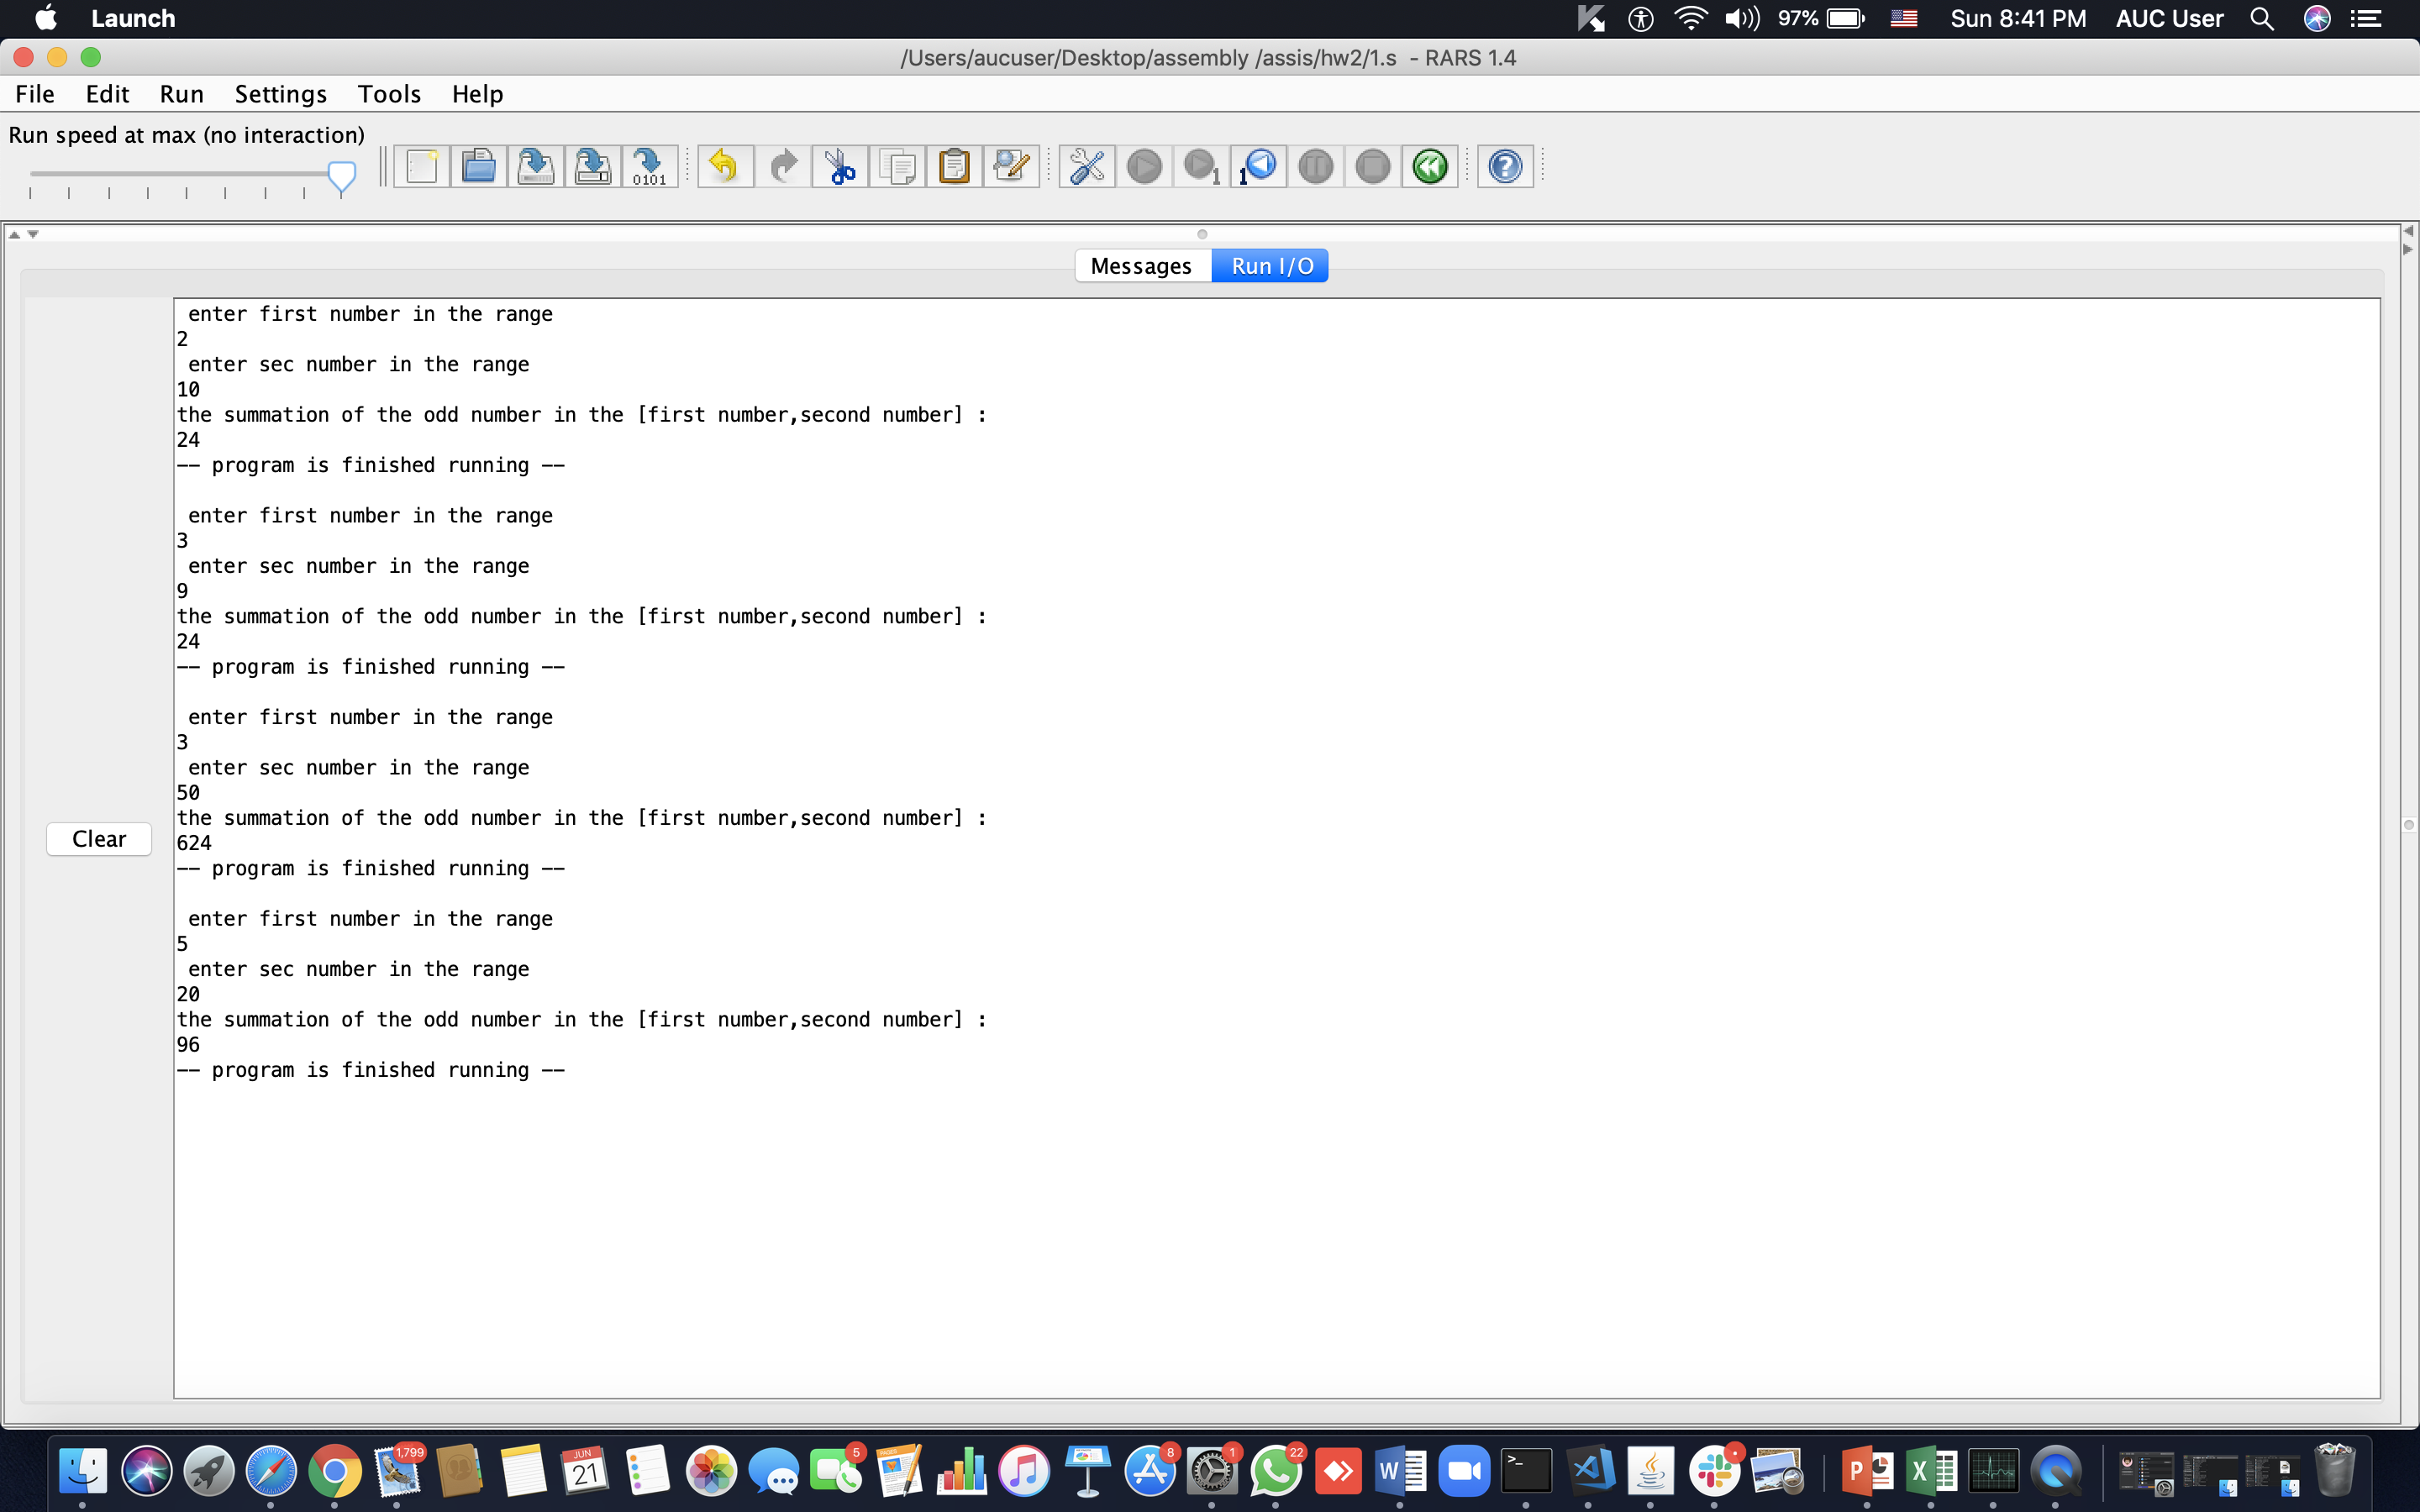 Launch
97%
Sun 8:41 PM AUC User
/Users/aucuser/Desktop/assembly /assis/hw2/1.s - RARS 1.4
File Edit Run Settings Tools Help
Run speed at max (no interaction)
0101
1
1
Messages Run I/O
enter first number in the range
2
enter sec number in the range
10
the summation of the odd number in the [first number,second number] :
24
-- program is finished running --
enter first number in the range
3
enter sec number in the range
9
the summation of the odd number in the [first number,second number] :
24
-- program is finished running --
enter first number in the range
3
enter sec number in the range
50
the summation of the odd number in the [first number,second number] :
624
-- program is finished running --
enter first number in the range
5
enter sec number in the range
20
the summation of the odd number in the [first number,second number] :
96
-- program is finished running --
Clear
1,799
JUN
21
5
PAGES
8
1
22
W
>_
P
X